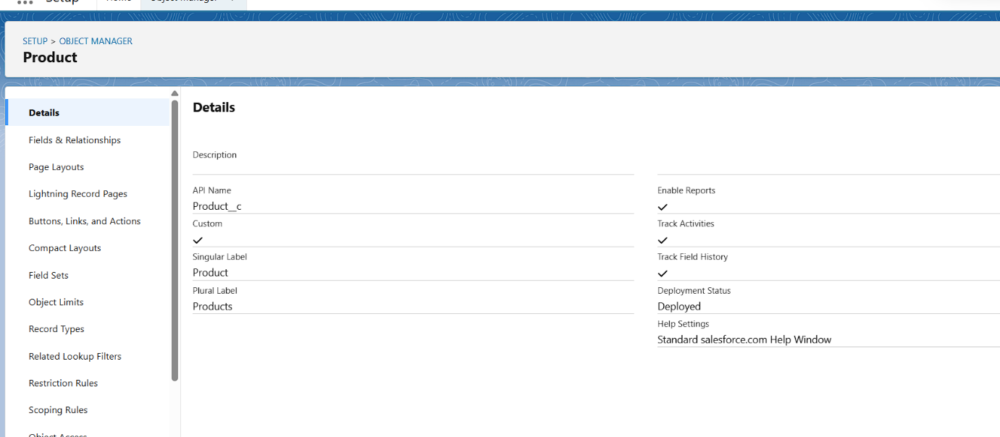 Setup
SETUP > OBJECT MANAGER
Product
Details
Fields & Relationships
Page Layouts
Lightning Record Pages
Buttons, Links, and Actions
Compact Layouts
Field Sets
Object Limits
Record Types
Related Lookup Filters
Restriction Rules
Scoping Rules
Object Access
Details
Description
API Name
Product__c
Custom
Singular Label
Product
Plural Label
Products
Enable Reports
Track Activities
Track Field History
Deployment Status
Deployed
Help Settings
Standard salesforce.com Help Window